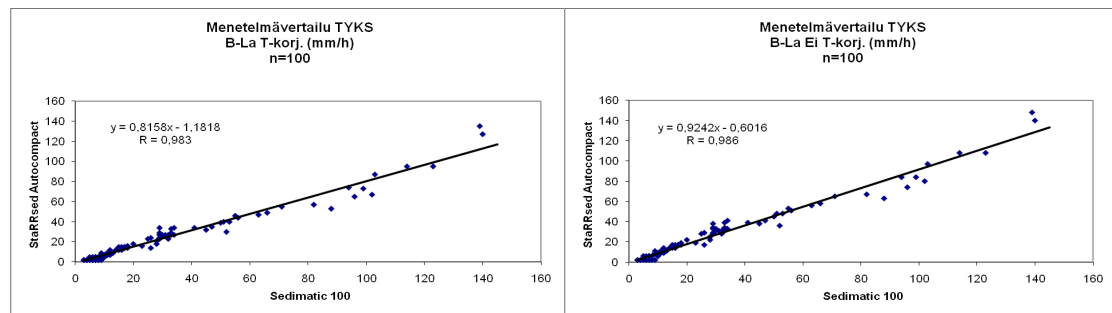 Menetelmävertailu TYKS
B-La T-korj. (mm/h)
n=100
160
140
120
100
80
60
40
20
0
StaRRsed Autocompact
y = 0,8158x - 1,1818
R = 0,983
0 20 40 60 80 100 120 140 160
Sedimatic 100
Menetelmävertailu TYKS
B-La Ei T-korj. (mm/h)
n=100
160
140
120
100
80
60
40
20
0
StaRRsed Autocompact
y = 0,9242x - 0,6016
R = 0,986
0 20 40 60 80 100 120 140 160
Sedimatic 100